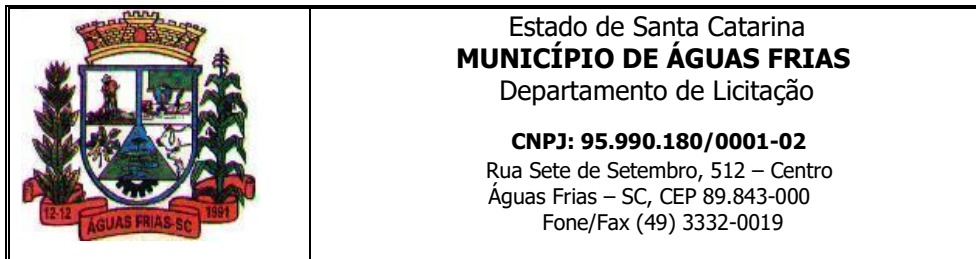 12-12
ÁGUAS FRIAS-SC
1991
Estado de Santa Catarina
MUNICÍPIO DE ÁGUAS FRIAS
Departamento de Licitação
CNPJ: 95.990.180/0001-02
Rua Sete de Setembro, 512 – Centro
Águas Frias – SC, CEP 89.843-000
Fone/Fax (49) 3332-0019